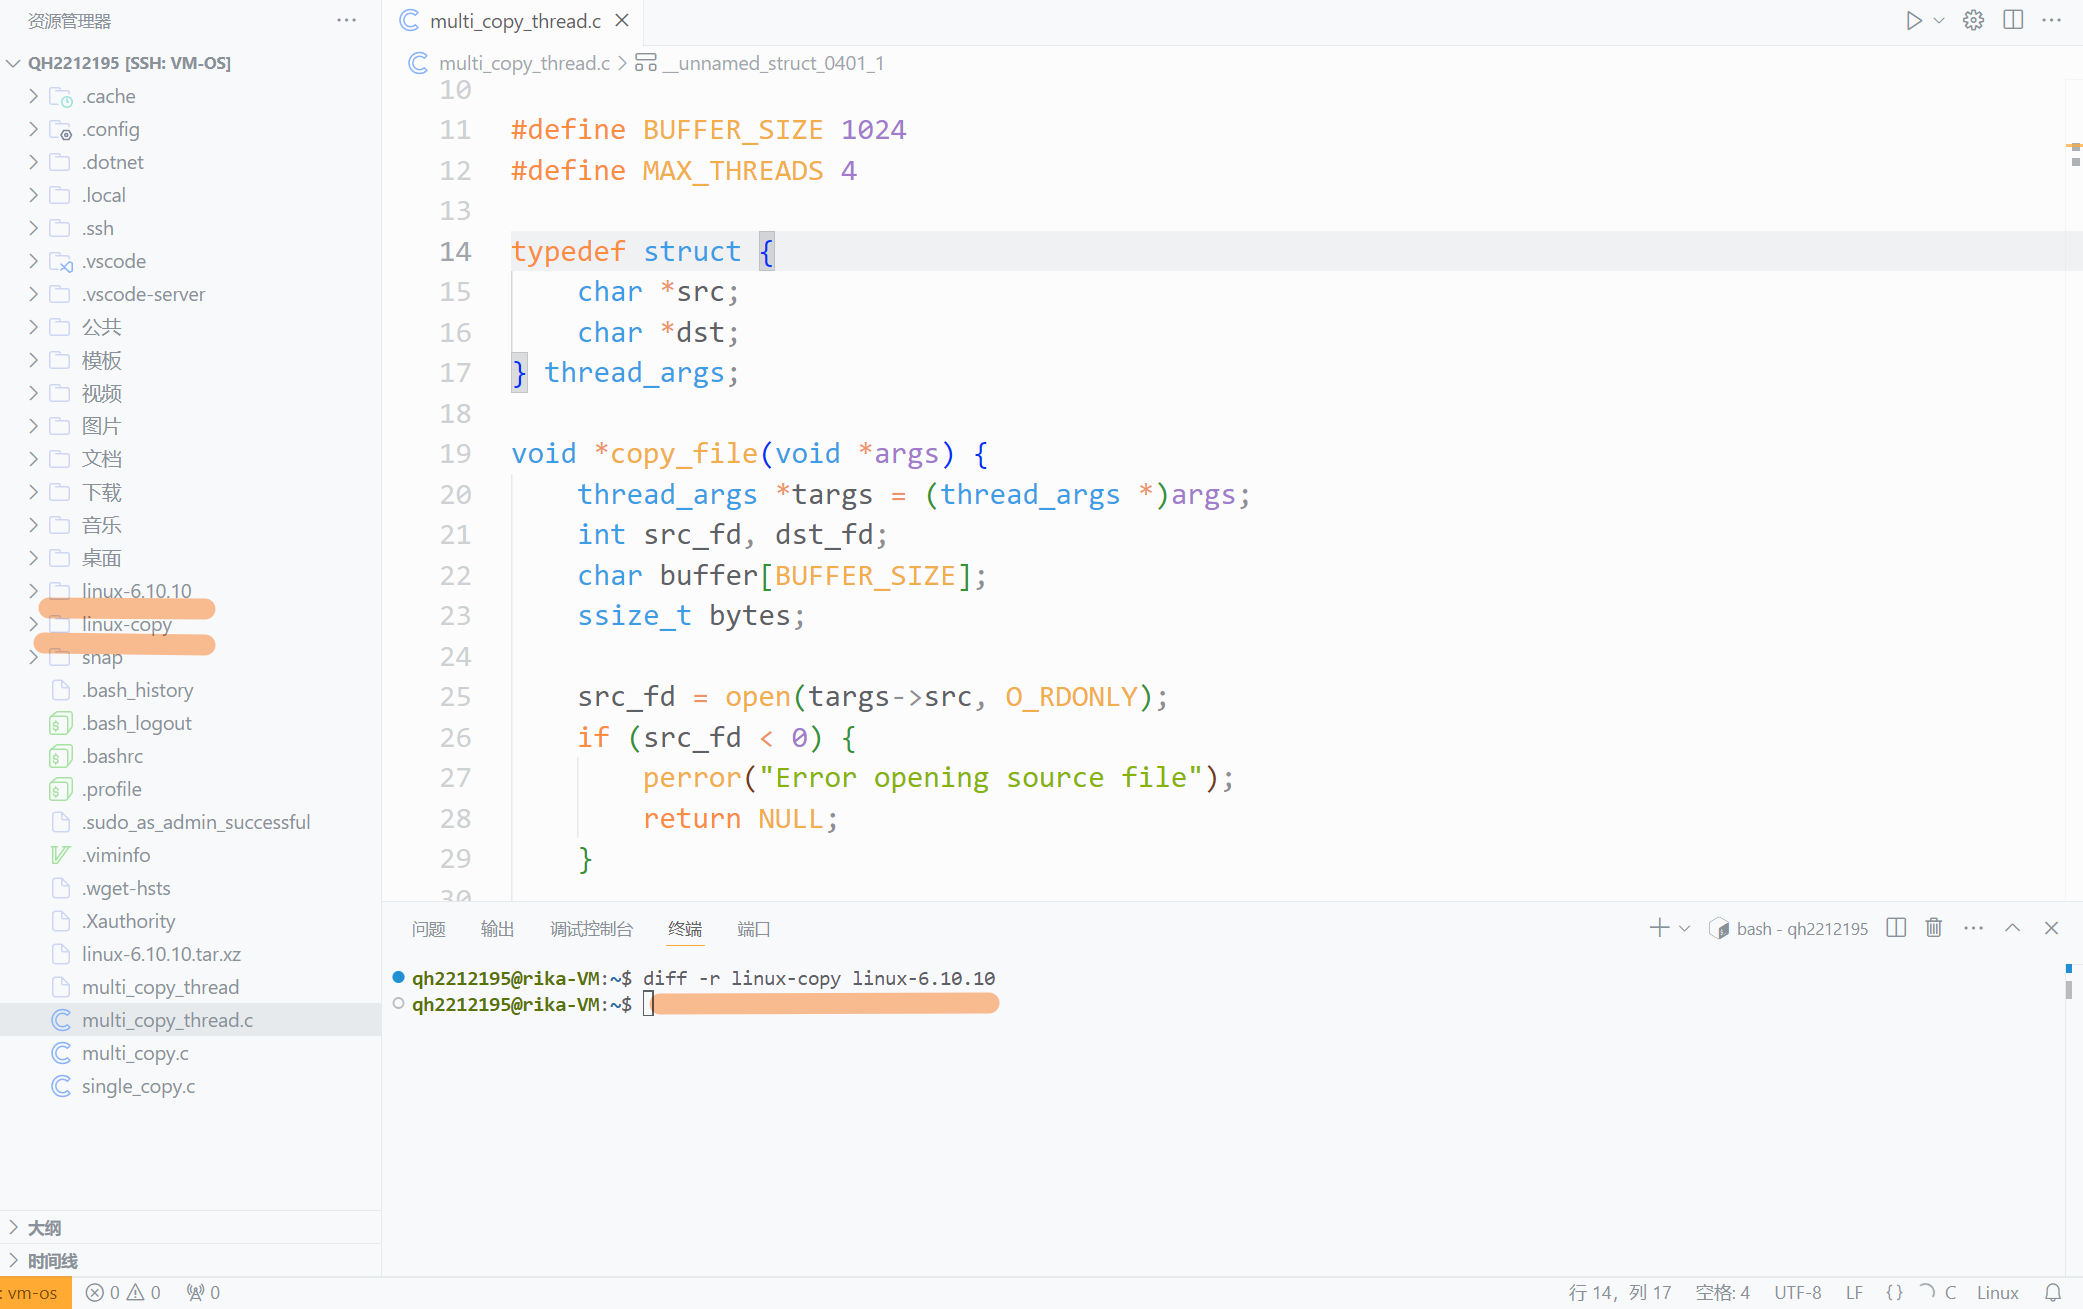 资源管理器
QH2212195 [SSH: VM-OS]
.cache
.config
.dotnet
.local
.ssh
.vscode
.vscode-server
公共
模板
视频
图片
文档
下载
音乐
桌面
linux-6.10.10
linux-copy
snap
.bash_history
.bash_logout
.bashrc
.profile
.sudo_as_admin_successful
.viminfo
.wget-hsts
.Xauthority
linux-6.10.10.tar.xz
multi_copy_thread
multi_copy_thread.c
multi_copy.c
single_copy.c
大纲
时间线
multi_copy_thread.c
multi_copy_thread.c > __unnamed_struct_0401_1
10
11 #define BUFFER_SIZE 1024
12 #define MAX_THREADS 4
13
14 typedef struct {
15     char *src;
16     char *dst;
17 } thread_args;
18
19 void *copy_file(void *args) {
20     thread_args *targs = (thread_args *)args;
21     int src_fd, dst_fd;
22     char buffer[BUFFER_SIZE];
23     ssize_t bytes;
24
25     src_fd = open(targs->src, O_RDONLY);
26     if (src_fd < 0) {
27         perror("Error opening source file");
28         return NULL;
29     }
30
问题 输出 调试控制台 终端 端口 bash - qh2212195
qh2212195@rika-VM:~$ diff -r linux-copy linux-6.10.10
qh2212195@rika-VM:~$
: vm-os 0 0 0 行 14，列 17 空格: 4 UTF-8 LF {} C Linux